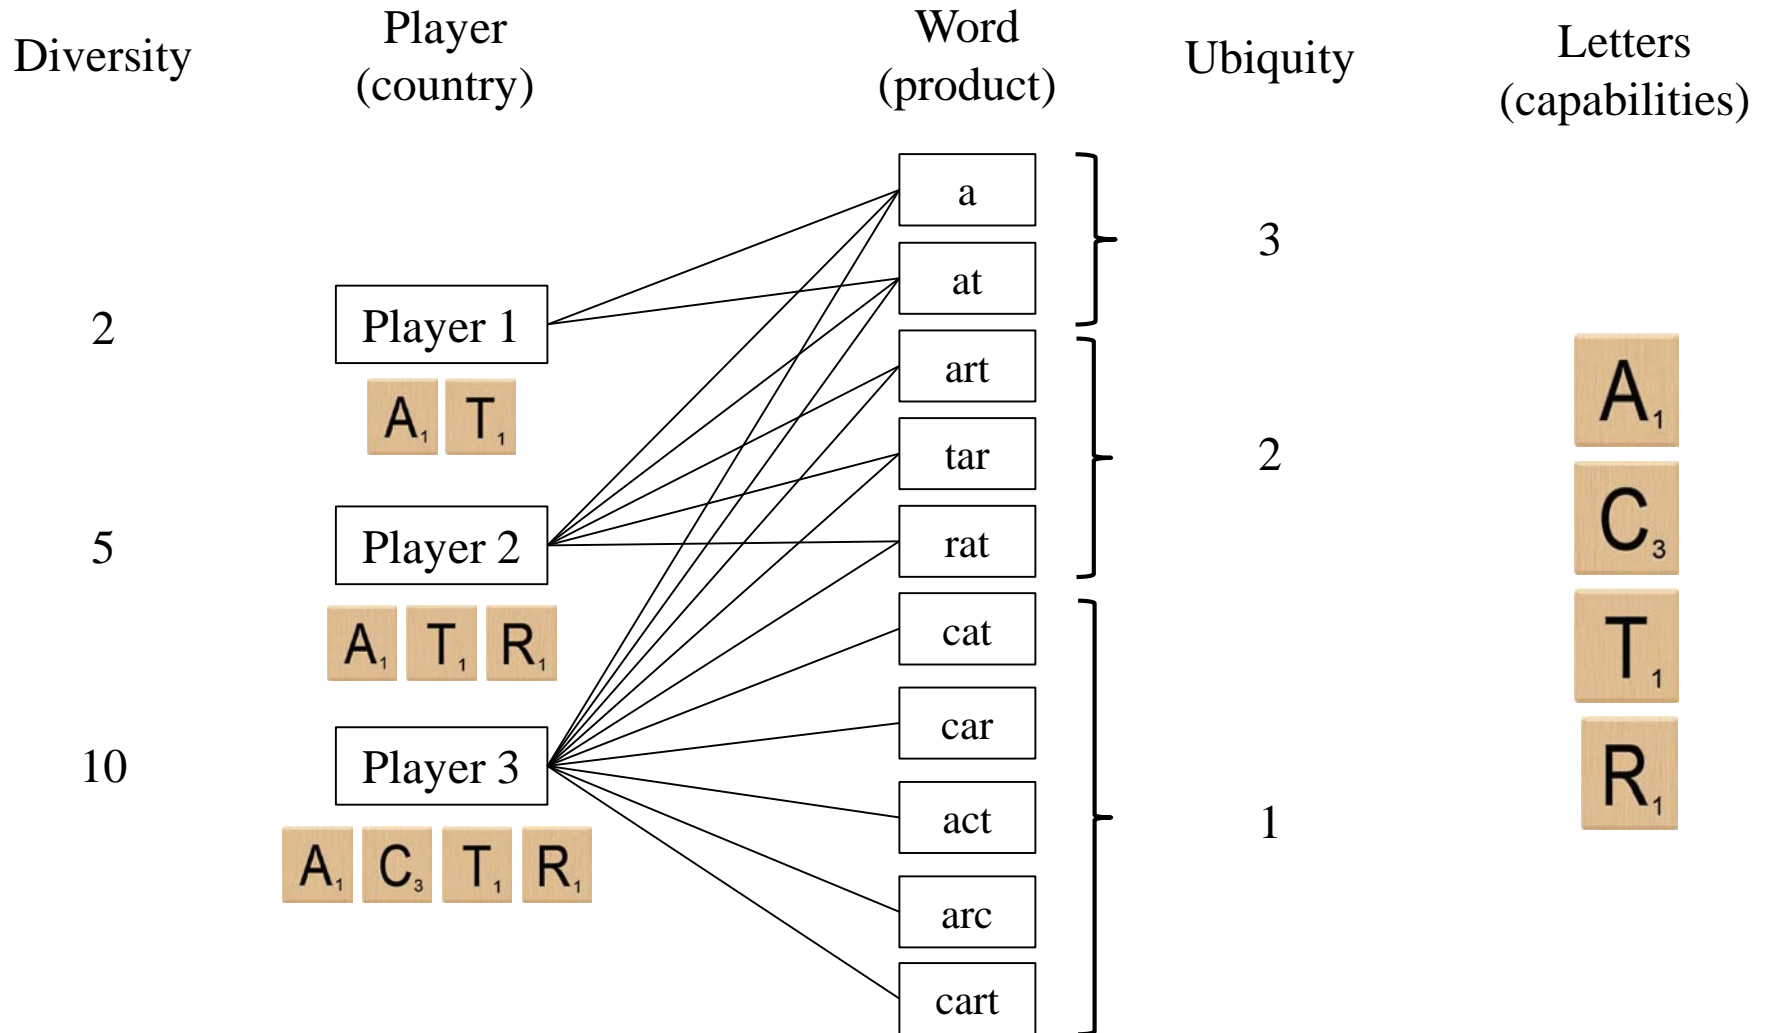 Diversity
Player
(country)
Word
(product)
Ubiquity
Letters
(capabilities)
2
Player 1
A1 T1
5
Player 2
A1 T1 R1
10
Player 3
A1 C3 T1 R1
a
at
art
tar
rat
cat
car
act
arc
cart
3
2
1
A1
C3
T1
R1